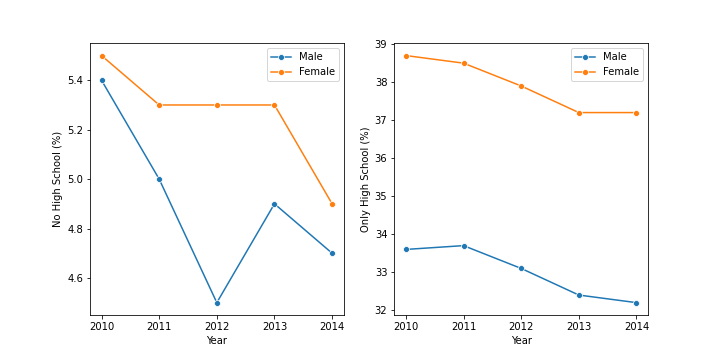 No High School (%)
5.4
5.2
5.0
4.8
4.6
2010 2011 2012 2013 2014
Year
Male
Female
Only High School (%)
39
38
37
36
35
34
33
32
2010 2011 2012 2013 2014
Year
Male
Female